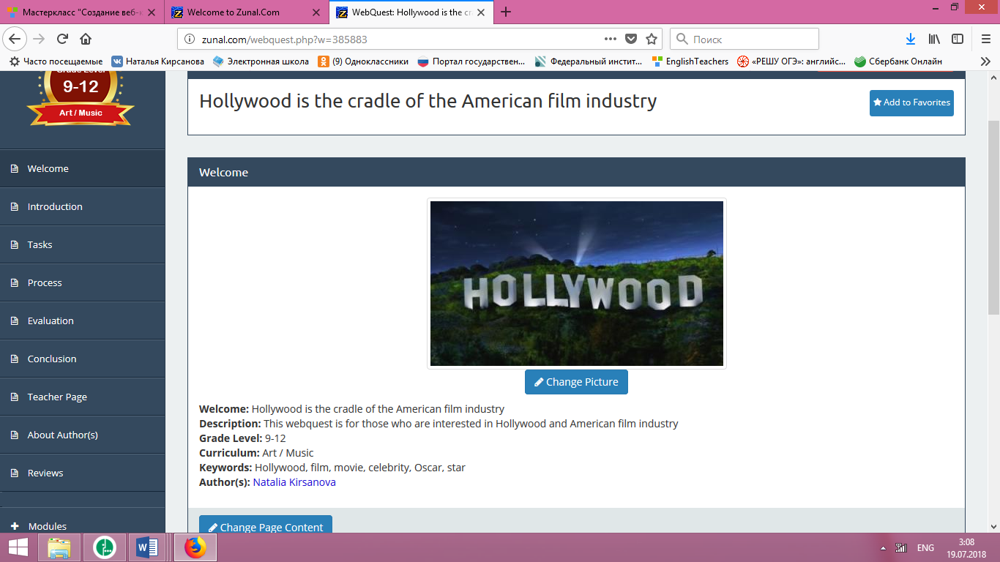 Мастеркласс "Создание веб-к
Welcome to Zunal.Com
WebQuest: Hollywood is the cr
zunal.com/webquest.php?w=385883
Поиск
Часто посещаемые
Наталья Кирсанова
Электронная школа
(9) Одноклассники
Портал государствен...
Федеральный инстит...
EnglishTeachers
«РЕШУ ОГЭ»: английс...
Сбербанк Онлайн
Grade Level
9-12
Art / Music
Welcome
Introduction
Tasks
Process
Evaluation
Conclusion
Teacher Page
About Author(s)
Reviews
Modules
Hollywood is the cradle of the American film industry
Add to Favorites
Welcome
HOLLYWOOD
Change Picture
Welcome: Hollywood is the cradle of the American film industry
Description: This webquest is for those who are interested in Hollywood and American film industry
Grade Level: 9-12
Curriculum: Art / Music
Keywords: Hollywood, film, movie, celebrity, Oscar, star
Author(s): Natalia Kirsanova
Change Page Content
ENG
3:08
19.07.2018